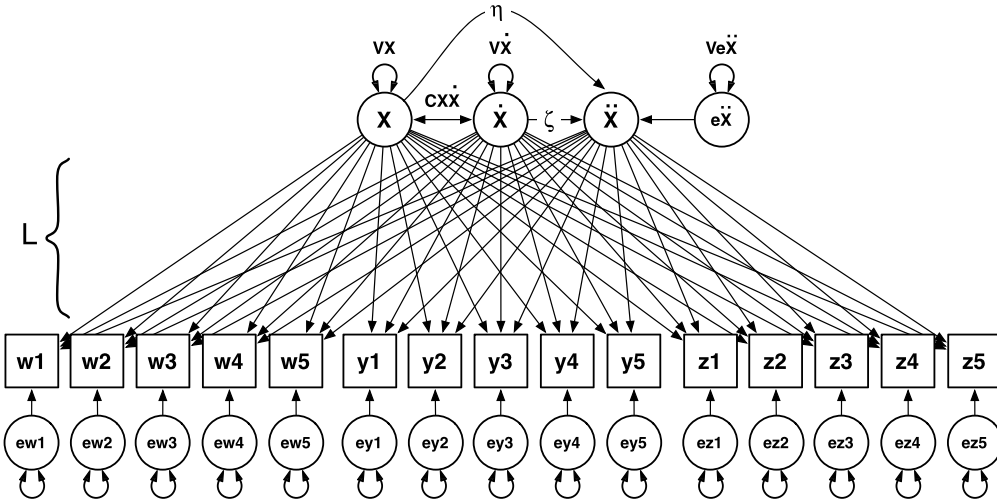 η
VX VẊ VeẌ
CXẊ
X Ẋ ζ Ẍ eẌ
L
w1 w2 w3 w4 w5 y1 y2 y3 y4 y5 z1 z2 z3 z4 z5
ew1 ew2 ew3 ew4 ew5 ey1 ey2 ey3 ey4 ey5 ez1 ez2 ez3 ez4 ez5